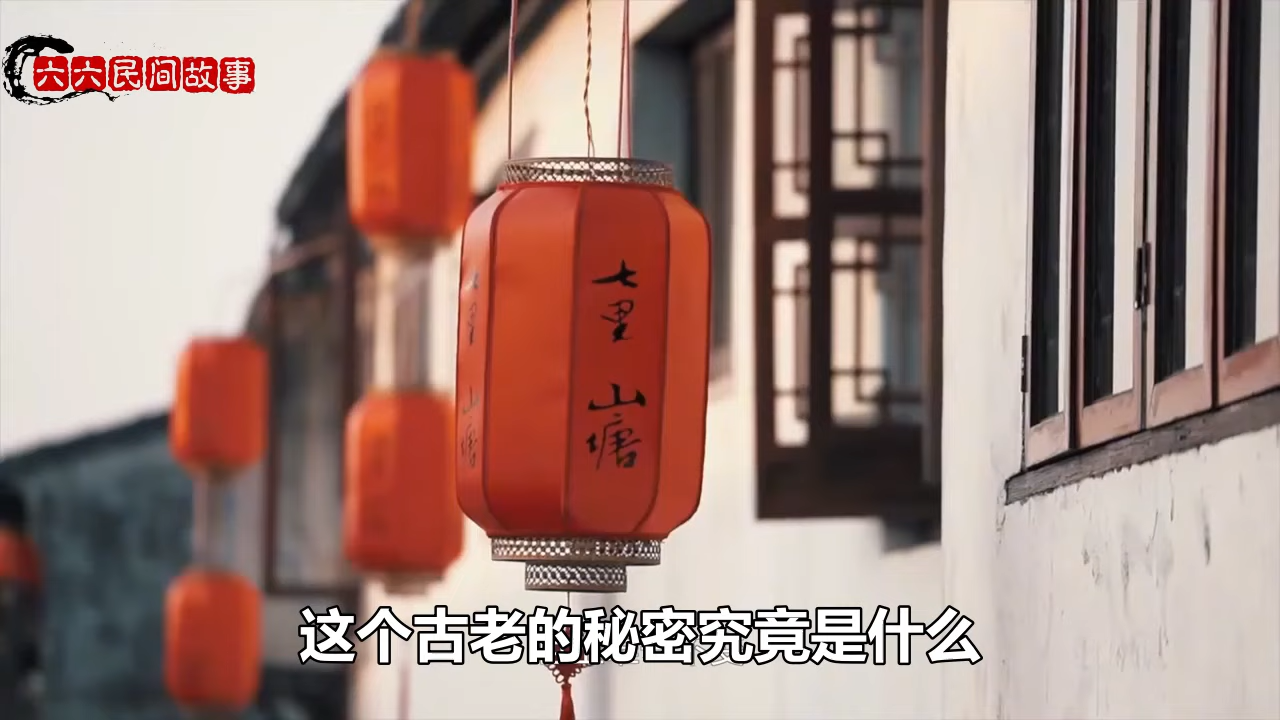 六六民间故事
七里
山塘
这个古老的秘密究竟是什么